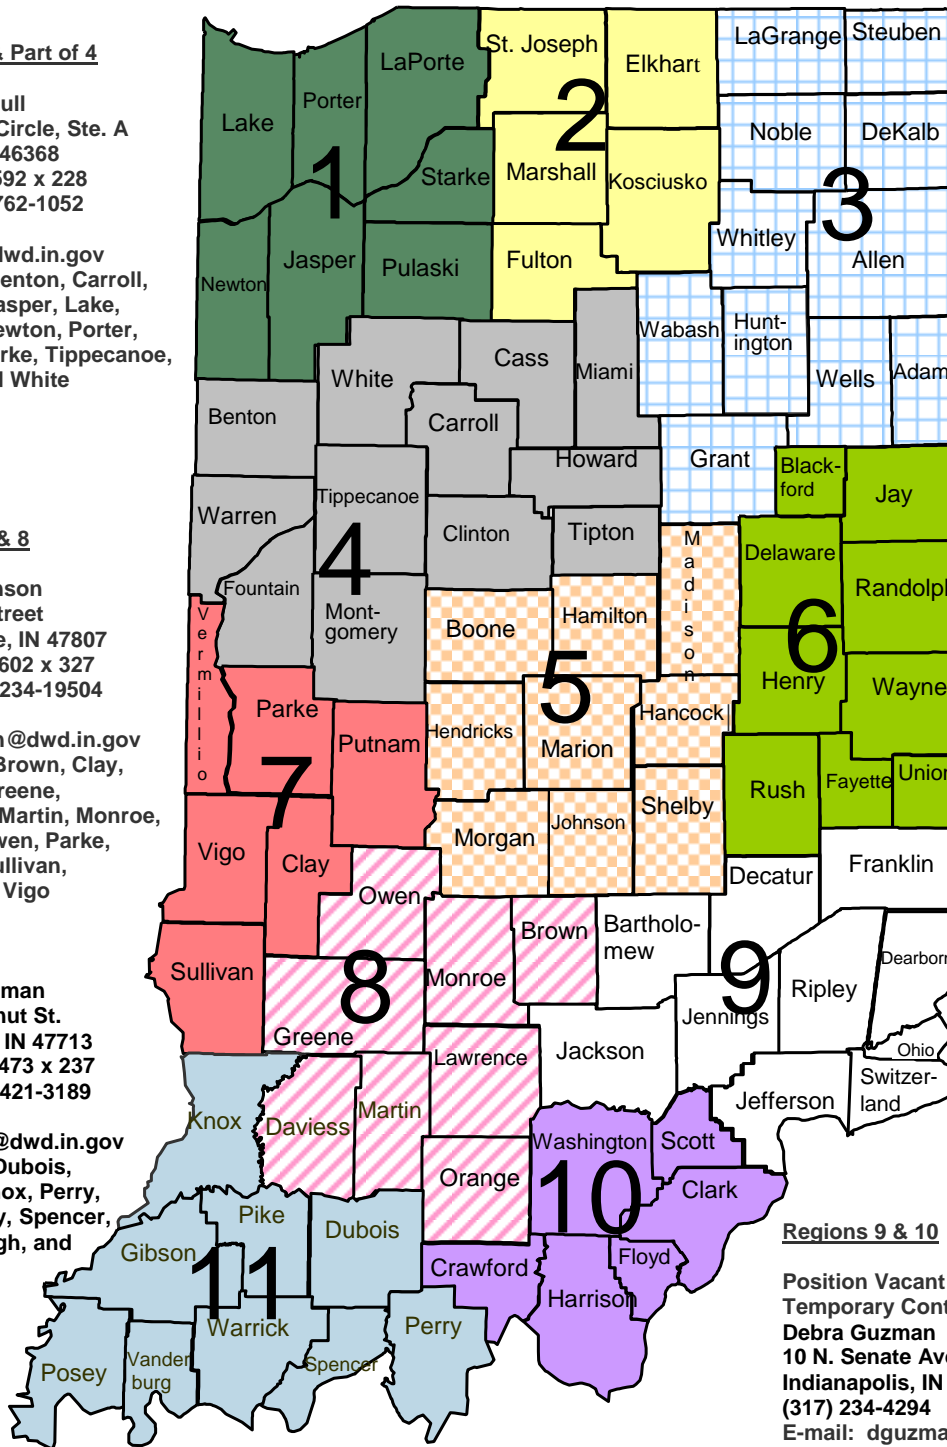 & Part of 4
ull
Circle, Ste. A
46368
592 x 228
762-1052
dwd.in.gov
enton, Carroll,
asper, Lake,
ewton, Porter,
rke, Tippecanoe,
d White
& 8
nson
treet
e, IN 47807
602 x 327
234-19504
n@dwd.in.gov
Brown, Clay,
reene,
Martin, Monroe,
wen, Parke,
ullivan,
Vigo
man
nut St.
IN 47713
473 x 237
421-3189
@dwd.in.gov
Dubois,
nox, Perry,
y, Spencer,
gh, and
LaPorte
Porter
Lake
1
Starke
Jasper
Pulaski
Newton
St. Joseph
Elkhart
2
Marshall
Kosciusko
Fulton
LaGrange
Steuben
Noble
DeKalb
3
Whitley
Allen
Wabash
Hunt-
ington
Wells
Adam
Grant
White
Cass
Miami
Benton
Carroll
Howard
Tippecanoe
Warren
4
Clinton
Tipton
Fountain
Mont-
gomery
Madison
Hamilton
Boone
5
Hancock
Hendricks
Marion
Shelby
Morgan
Johnson
Black-
ford
Jay
Delaware
Randolph
6
Henry
Wayne
Rush
Fayette
Union
Vermillio
Parke
Putnam
7
Vigo
Clay
Sullivan
Owen
Brown
Monroe
8
Greene
Lawrence
Martin
Daviess
Orange
Decatur
Franklin
Bartholo-
mew
9
Dearborn
Ripley
Jennings
Jackson
Ohio
Switzer-
land
Jefferson
Washington
Scott
10
Clark
Floyd
Crawford
Harrison
Knox
Pike
Dubois
Gibson
11
Warrick
Perry
Posey
Vander
burg
Spencer
Regions 9 & 10
Position Vacant
Temporary Cont
Debra Guzman
10 N. Senate Ave
Indianapolis, IN
(317) 234-4294
E-mail: dguzma